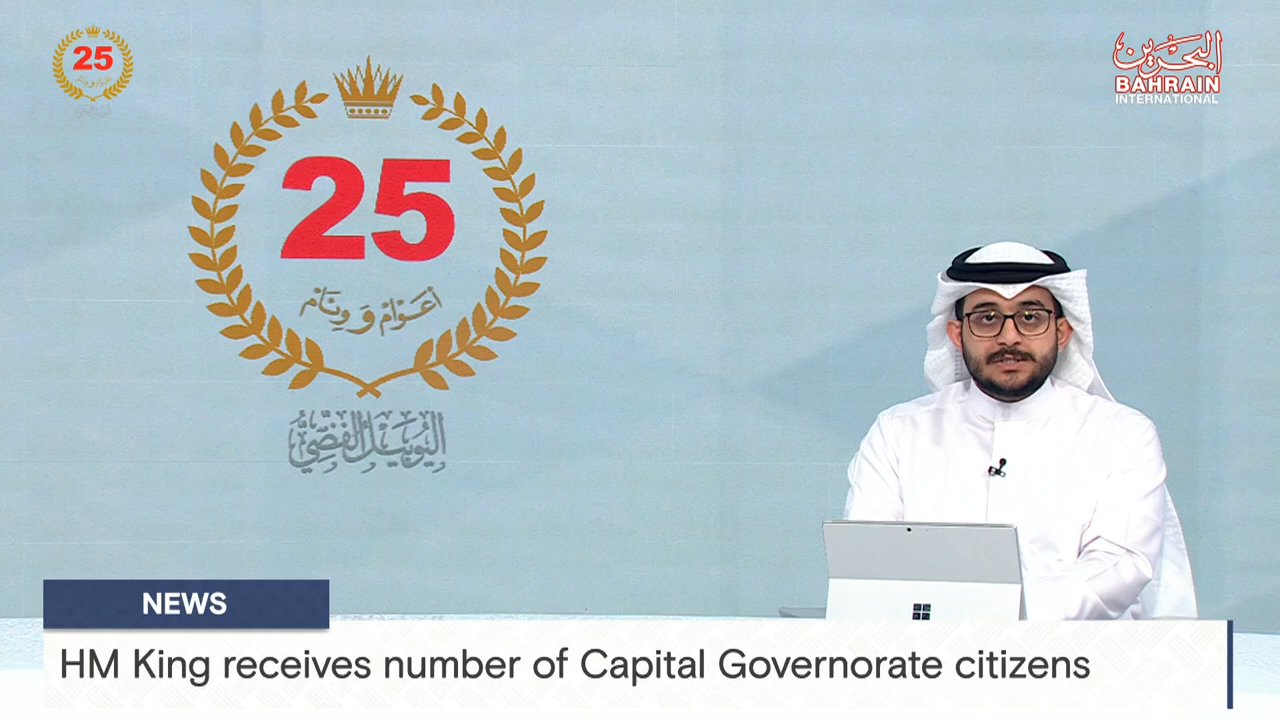 25
البحرين
BAHRAIN
INTERNATIONAL
25
أعوام و وئام
اليوبيل الفضي
NEWS
HM King receives number of Capital Governorate citizens